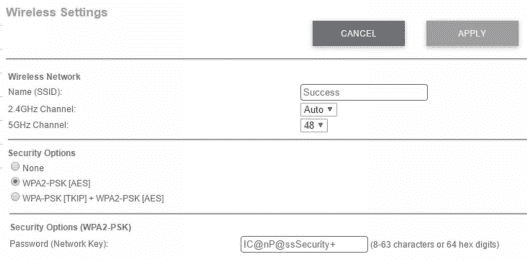 Wireless Settings
CANCEL APPLY
Wireless Network
Name (SSID): Success
2.4GHz Channel: Auto ▼
5GHz Channel: 48 ▼
Security Options
None
WPA2-PSK [AES]
WPA-PSK [TKIP] + WPA2-PSK [AES]
Security Options (WPA2-PSK)
Password (Network Key): IC@nP@ssSecurity+ (8-63 characters or 64 hex digits)